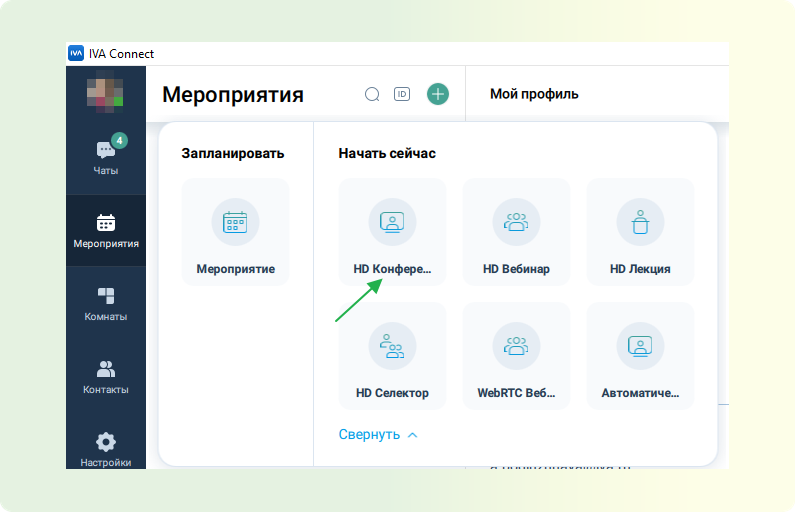 IVA IVA Connect
Мероприятия
ID
Мой профиль
4
Чаты
Мероприятия
Комнаты
Контакты
Настройки
Запланировать
Мероприятие
Начать сейчас
HD Конфере...
HD Вебинар
HD Лекция
HD Селектор
WebRTC Веб...
Автоматиче...
Свернуть